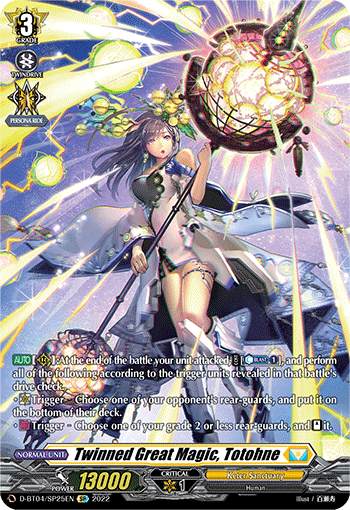 3
GRADE
TWINDRIVE
PERSONA RIDE
AUTO : At the end of the battle your unit attacked, [ BLAST 1], and perform
all of the following according to the trigger units revealed in that battle's
drive check.
· Trigger – Choose one of your opponent's rear-guards, and put it on
the bottom of their deck.
· Trigger – Choose one of your grade 2 or less rear-guards, and it.
NORMAL UNIT
Twinned Great Magic, Totohne
POWER 13000
CRITICAL
1
Keter Sanctuary
Human
D-BT04/SP25EN SP 2022
Illust / 百瀬寿